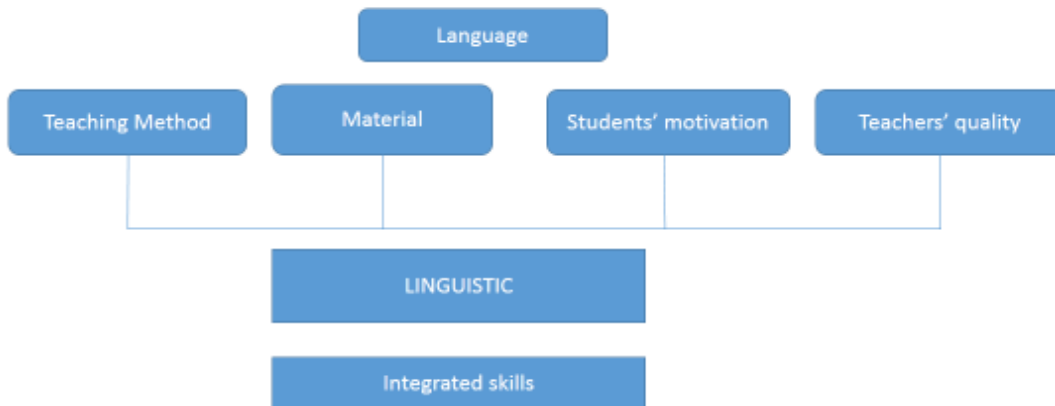 Language
Teaching Method
Material
Students’ motivation
Teachers’ quality
LINGUISTIC
Integrated skills